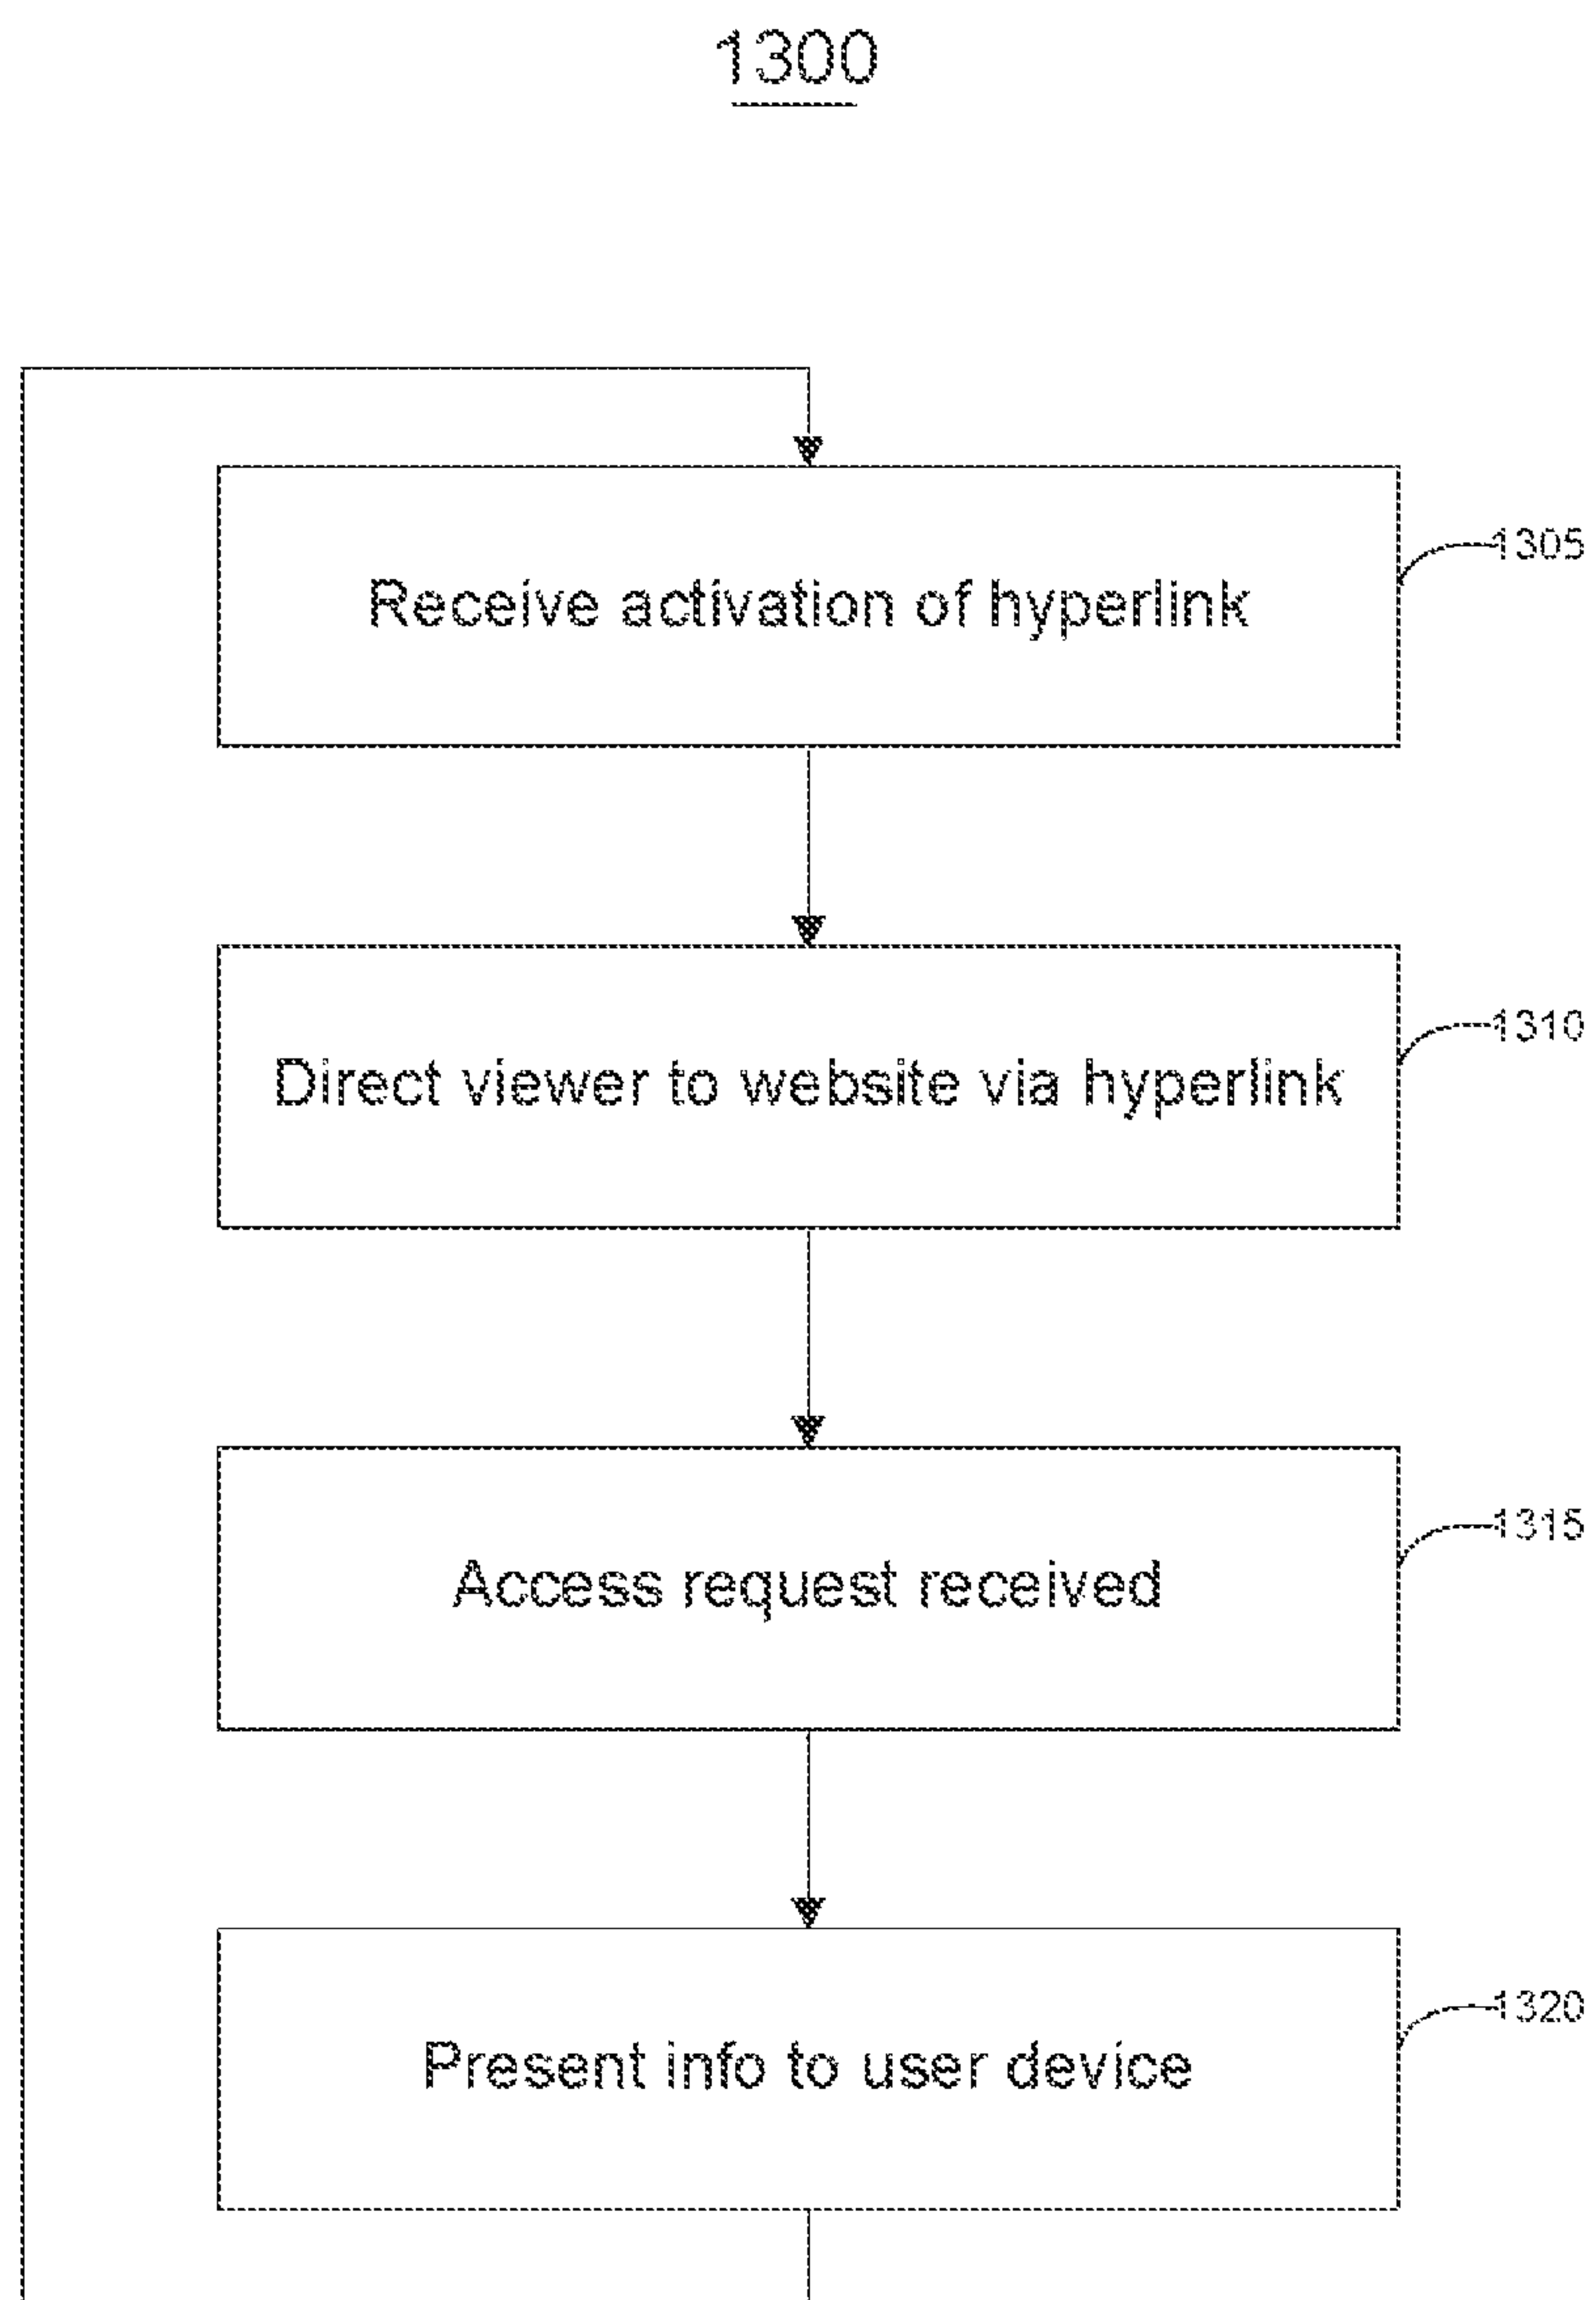 1300
Receive activation of hyperlink
1305
Direct viewer to website via hyperlink
1310
Access request received
1315
Present info to user device
1320